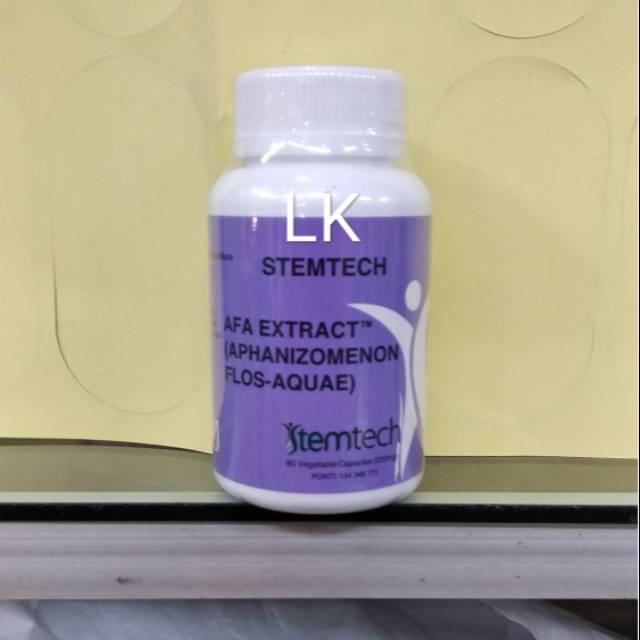 LK
STEMTECH
AFA EXTRACT™
(APHANIZOMENON
FLOS-AQUAE)
Stemtech
90 Vegetable Capsules